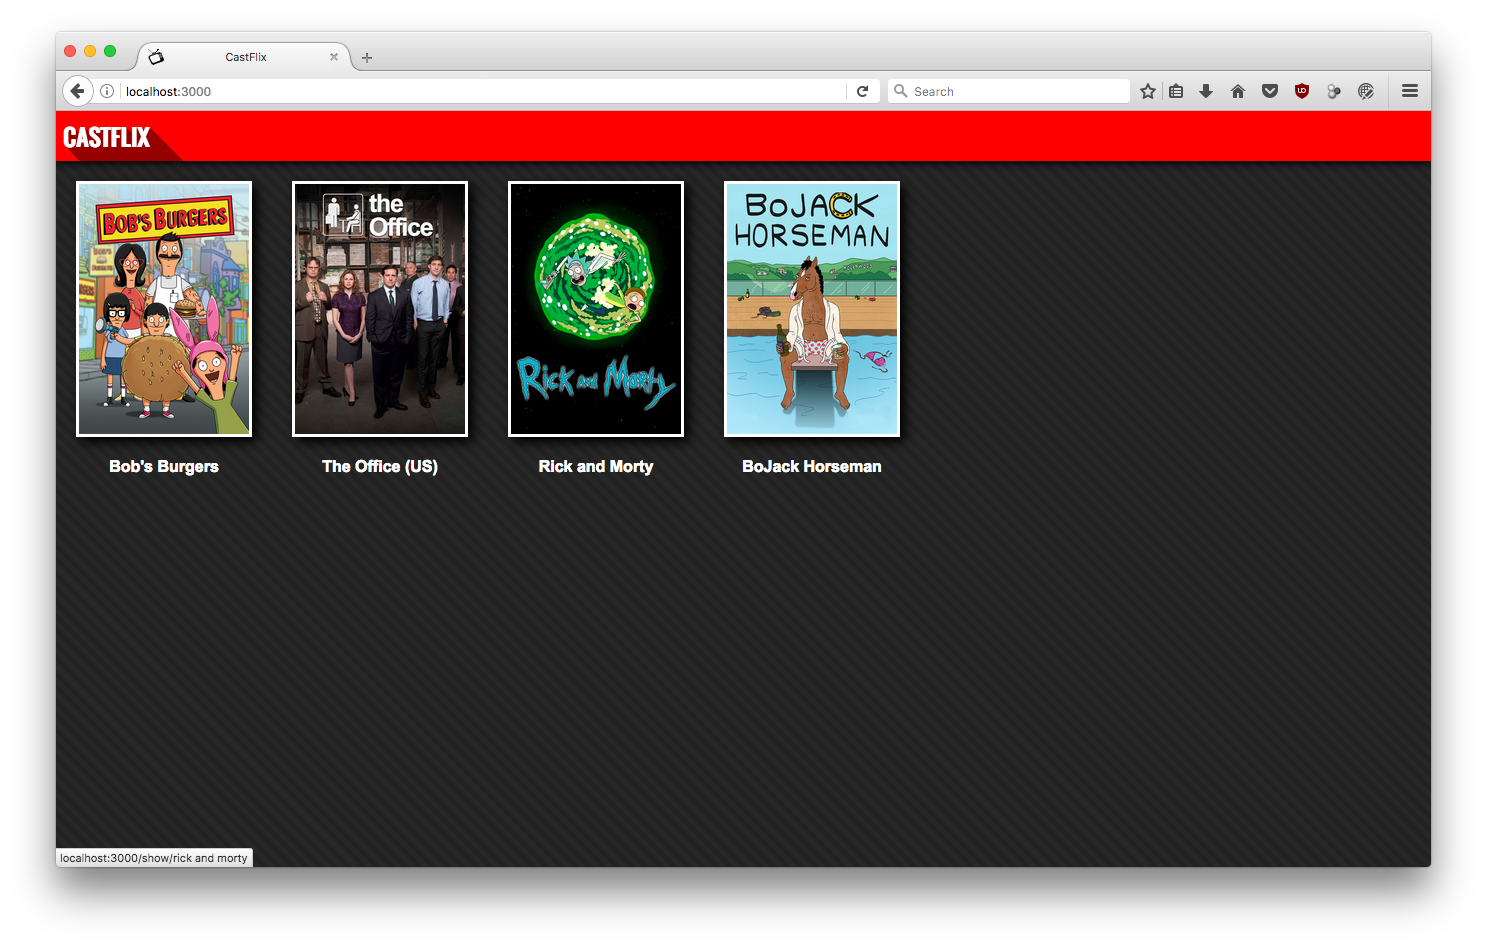 CastFlix
localhost:3000
Search
CASTFLIX
BOB'S BURGERS
BOB'S
the
Office
Rick and Morty
BoJACK
HORSEMAN
Bob's Burgers
The Office (US)
Rick and Morty
BoJack Horseman
localhost:3000/show/rick and morty